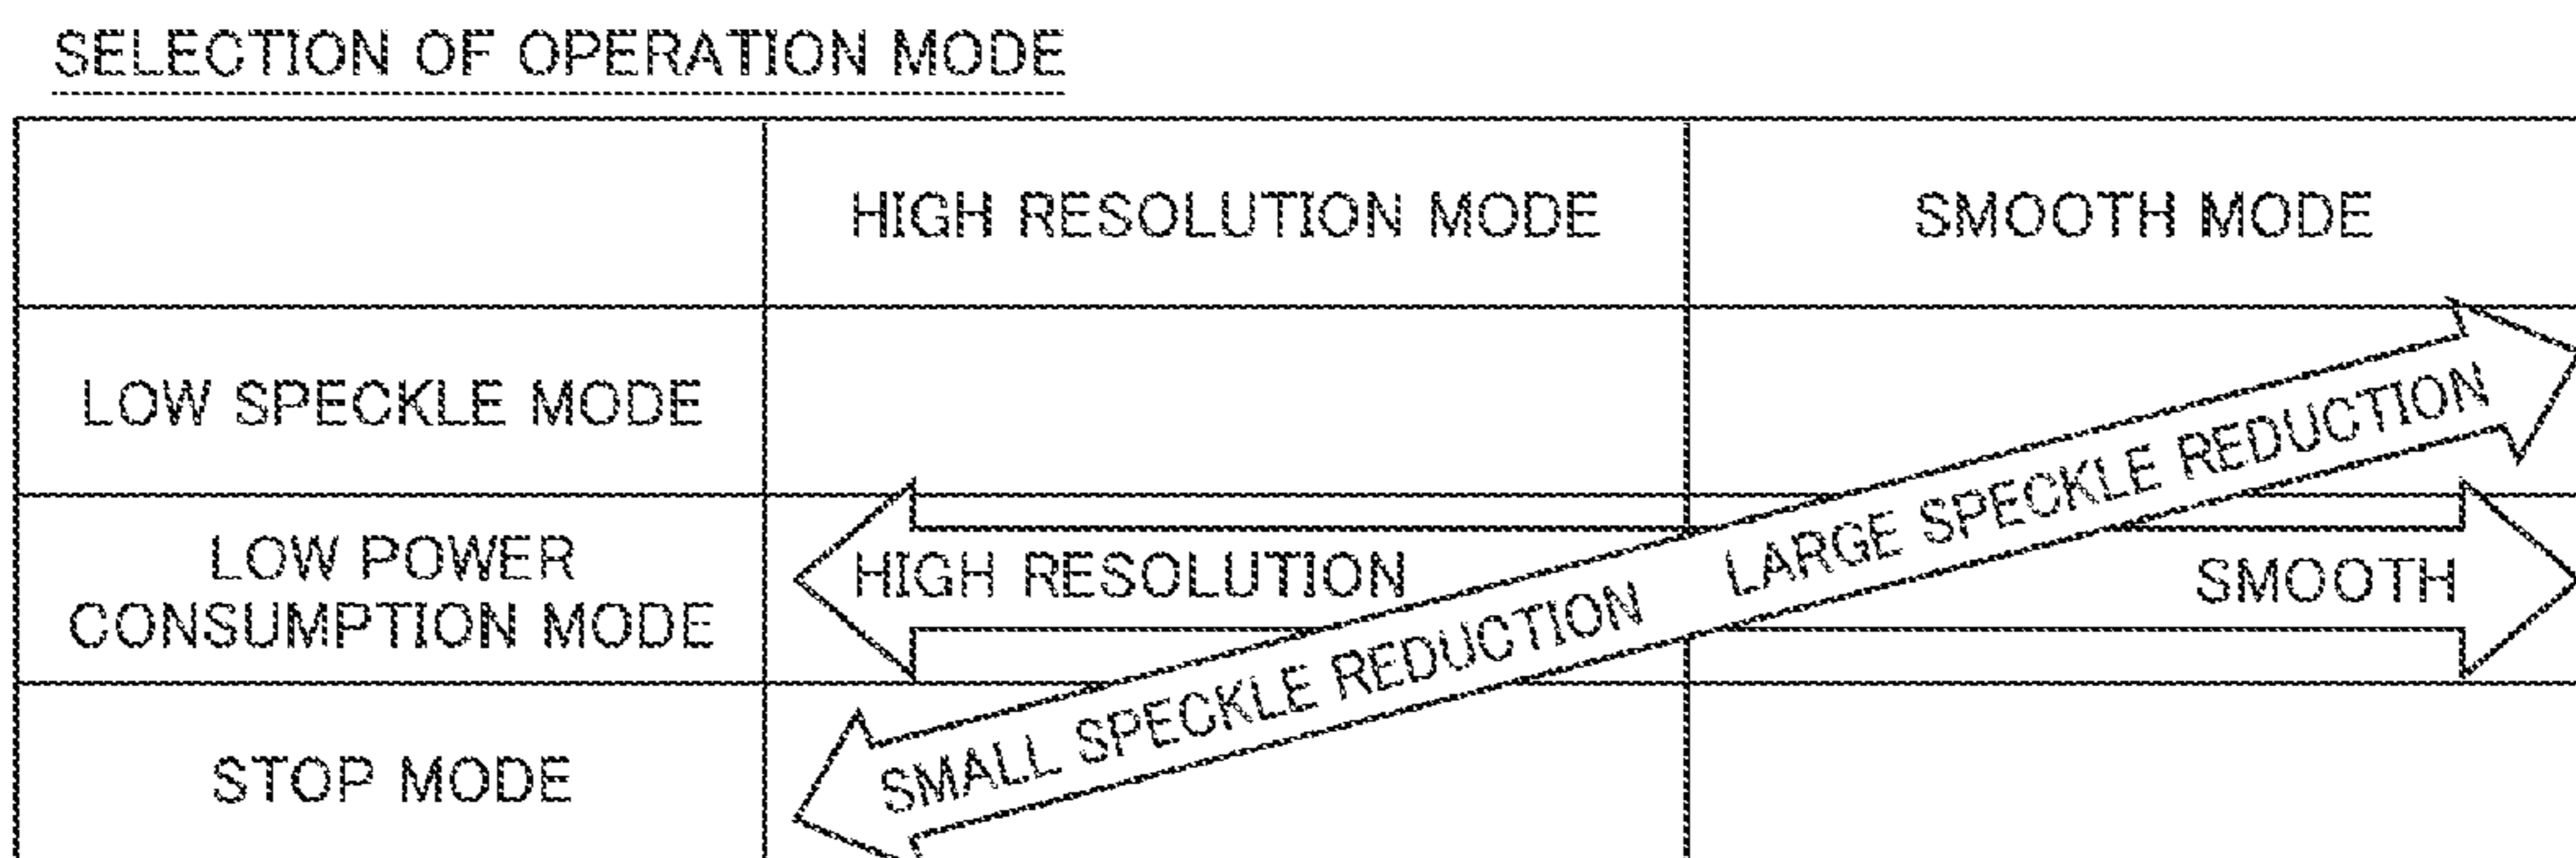 SELECTION OF OPERATION MODE
HIGH RESOLUTION MODE
SMOOTH MODE
LOW SPECKLE MODE
LOW POWER
CONSUMPTION MODE
HIGH RESOLUTION
SMOOTH
SMALL SPECKLE REDUCTION LARGE SPECKLE REDUCTION
STOP MODE